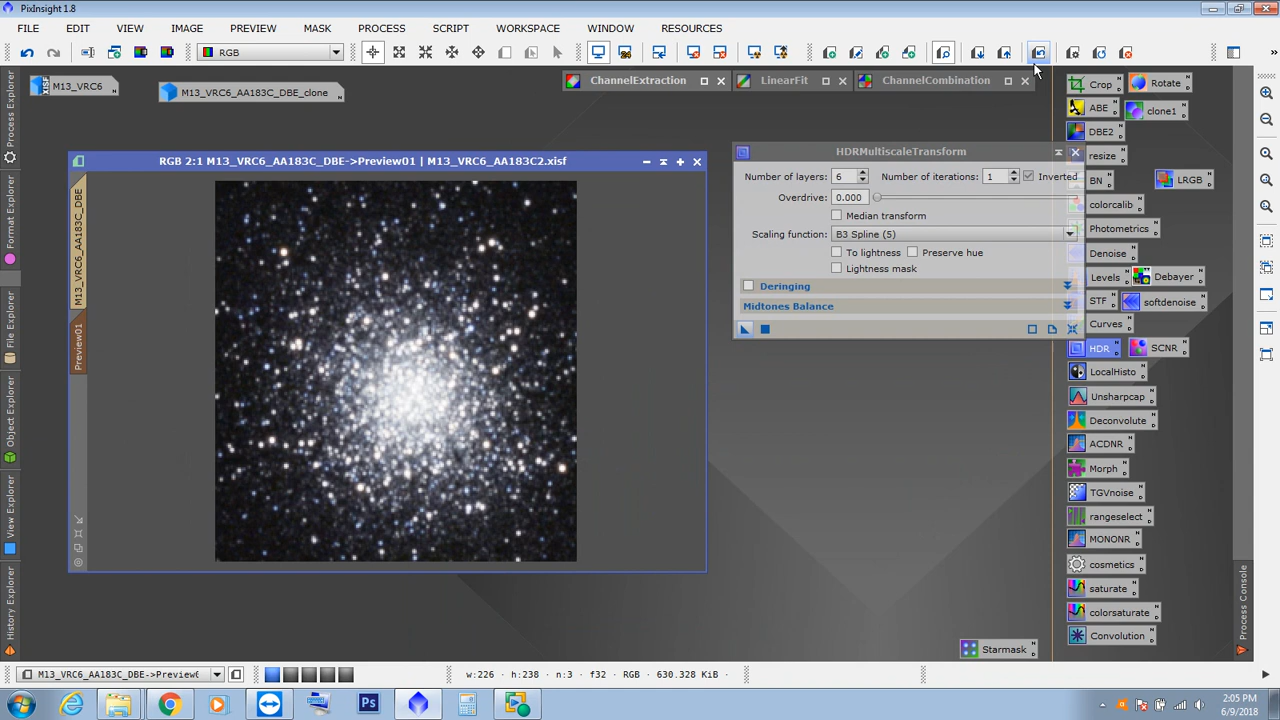 PixInsight 1.8
FILE EDIT VIEW IMAGE PREVIEW MASK PROCESS SCRIPT WORKSPACE WINDOW RESOURCES
RGB
M13_VRC6
M13_VRC6_AA183C_DBE_clone
ChannelExtraction
LinearFit
ChannelCombination
Crop
Rotate
ABE
clone1
DBE2
resize
BN
LRGB
colorcalib
Photometrics
Denoise
Levels
Debayer
STF
softdenoise
Curves
HDR
SCNR
LocalHisto
Unsharpcap
Deconvolute
ACDNR
Morph
TGVnoise
rangeselect
MONONR
cosmetics
saturate
colorsaturate
Convolution
Starmask
Process Explorer
Format Explorer
File Explorer
Object Explorer
View Explorer
History Explorer
Process Console
RGB 2:1 M13_VRC6_AA183C_DBE->Preview01 | M13_VRC6_AA183C2.xisf
M13_VRC6_AA183C_DBE
Preview01
HDRMultiscaleTransform
Number of layers: 6 Number of iterations: 1 Inverted
Overdrive: 0.000
Median transform
Scaling function: B3 Spline (5)
To lightness Preserve hue
Lightness mask
Deringing
Midtones Balance
M13_VRC6_AA183C_DBE->Preview0
w:226 h:238 n:3 f32 RGB 630.328 KiB
Ps
2:05 PM
6/9/2018